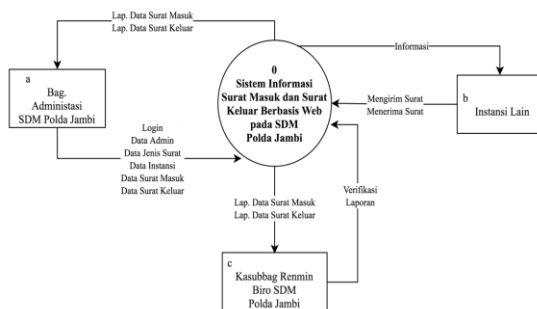 Lap. Data Surat Masuk
Lap. Data Surat Keluar
Informasi
0
Sistem Informasi
Surat Masuk dan Surat
Keluar Berbasis Web
pada SDM
Polda Jambi
a
Bag.
Administasi
SDM Polda Jambi
Mengirim Surat
Menerima Surat
b
Instansi Lain
Login
Data Admin
Data Jenis Surat
Data Instansi
Data Surat Masuk
Data Surat Keluar
Verifikasi
Laporan
Lap. Data Surat Masuk
Lap. Data Surat Keluar
c
Kasubbag Renmin
Biro SDM
Polda Jambi